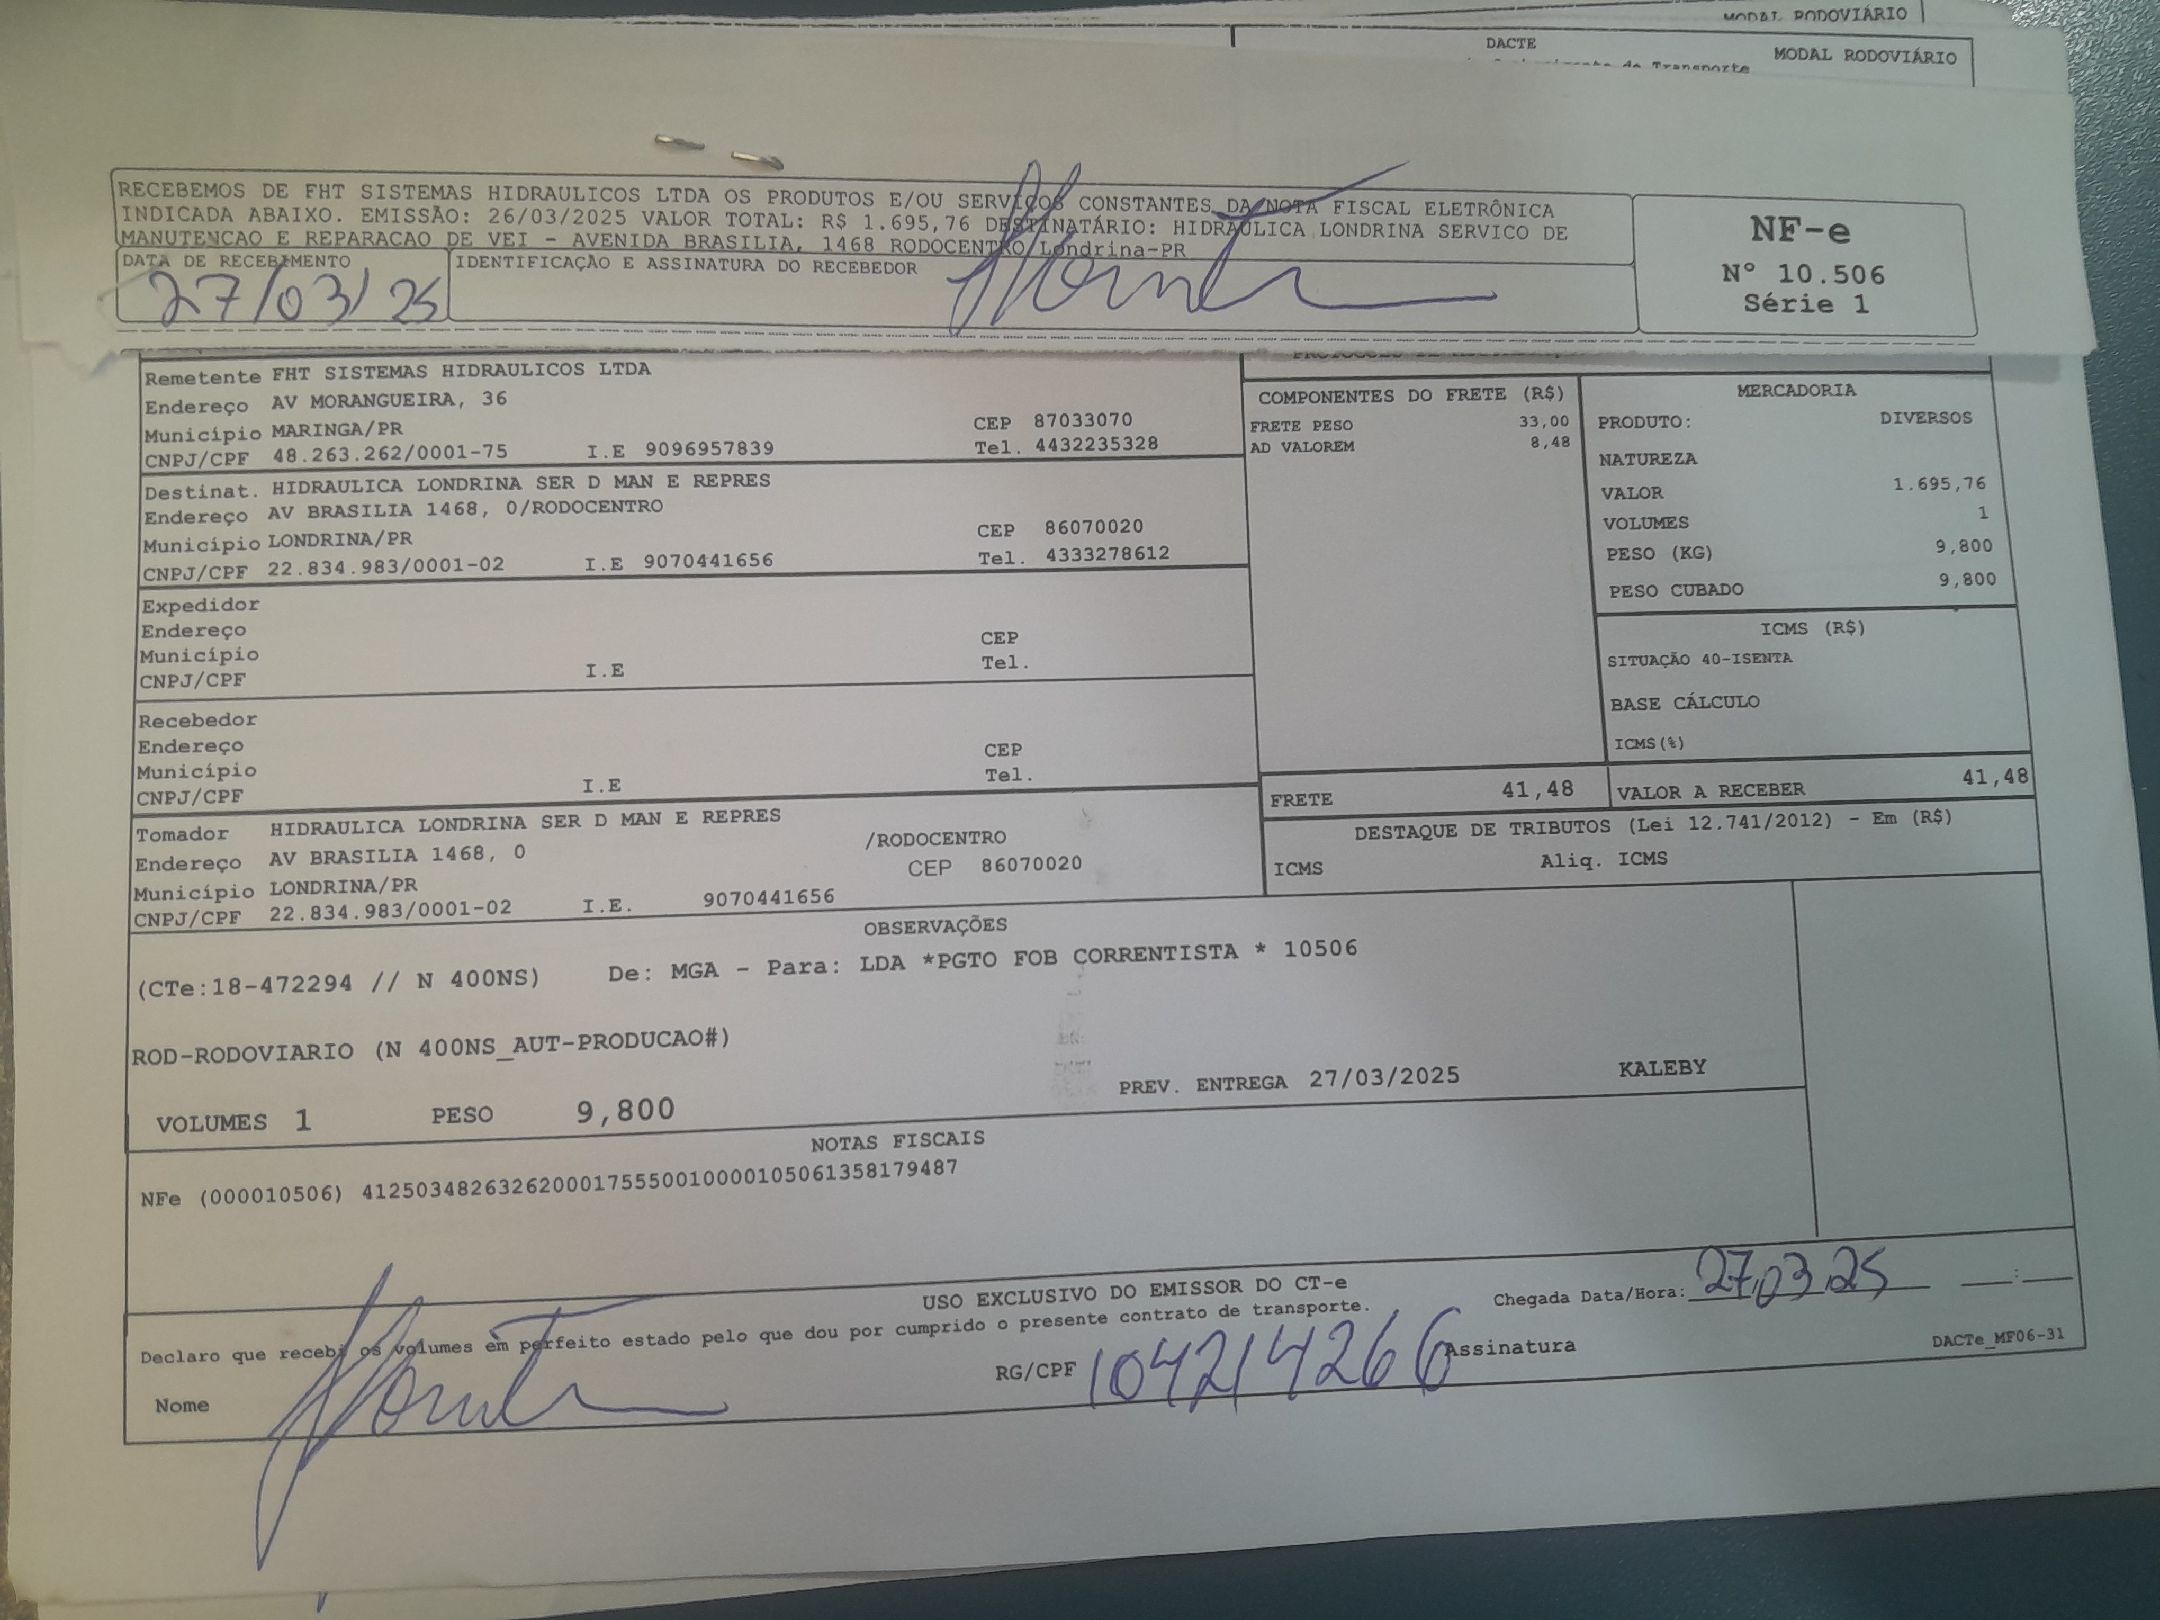 MODAL RODOVIÁRIO
DACTE
MODAL RODOVIÁRIO
de Transporte
RECEBEMOS DE FHT SISTEMAS HIDRAULICOS LTDA OS PRODUTOS E/OU SERVIÇOS CONSTANTES DA NOTA FISCAL ELETRÔNICA
INDICADA ABAIXO. EMISSÃO: 26/03/2025 VALOR TOTAL: R$ 1.695,76 DESTINATÁRIO: HIDRAULICA LONDRINA SERVICO DE
MANUTENCAO E REPARACAO DE VEI - AVENIDA BRASILIA, 1468 RODOCENTRO Londrina-PR
NF-e
Nº 10.506
Série 1
DATA DE RECEBIMENTO
27/03/25
IDENTIFICAÇÃO E ASSINATURA DO RECEBEDOR
Remetente FHT SISTEMAS HIDRAULICOS LTDA
Endereço AV MORANGUEIRA, 36
Município MARINGA/PR CEP 87033070
CNPJ/CPF 48.263.262/0001-75 I.E 9096957839 Tel. 4432235328
Destinat. HIDRAULICA LONDRINA SER D MAN E REPRES
Endereço AV BRASILIA 1468, 0/RODOCENTRO
Município LONDRINA/PR CEP 86070020
CNPJ/CPF 22.834.983/0001-02 I.E 9070441656 Tel. 4333278612
Expedidor
Endereço
Município CEP
CNPJ/CPF I.E Tel.
Recebedor
Endereço
Município CEP
CNPJ/CPF I.E Tel.
Tomador HIDRAULICA LONDRINA SER D MAN E REPRES
Endereço AV BRASILIA 1468, 0 /RODOCENTRO
Município LONDRINA/PR CEP 86070020
CNPJ/CPF 22.834.983/0001-02 I.E. 9070441656
COMPONENTES DO FRETE (R$)
FRETE PESO 33,00
AD VALOREM 8,48
MERCADORIA
PRODUTO: DIVERSOS
NATUREZA
VALOR 1.695,76
VOLUMES 1
PESO (KG) 9,800
PESO CUBADO 9,800
ICMS (R$)
SITUAÇÃO 40-ISENTA
BASE CÁLCULO
ICMS(%)
FRETE 41,48 VALOR A RECEBER 41,48
DESTAQUE DE TRIBUTOS (Lei 12.741/2012) - Em (R$)
ICMS Aliq. ICMS
OBSERVAÇÕES
(CTe:18-472294 // N 400NS) De: MGA - Para: LDA *PGTO FOB CORRENTISTA * 10506
ROD-RODOVIARIO (N 400NS_AUT-PRODUCAO#)
VOLUMES 1 PESO 9,800 PREV. ENTREGA 27/03/2025 KALEBY
NOTAS FISCAIS
NFe (000010506) 41250348263262000175550010000105061358179487
USO EXCLUSIVO DO EMISSOR DO CT-e
Declaro que recebi os volumes em perfeito estado pelo que dou por cumprido o presente contrato de transporte.
Chegada Data/Hora: 27/03/25 __:__
Nome RG/CPF 104214266 Assinatura
DACTe_MF06-31